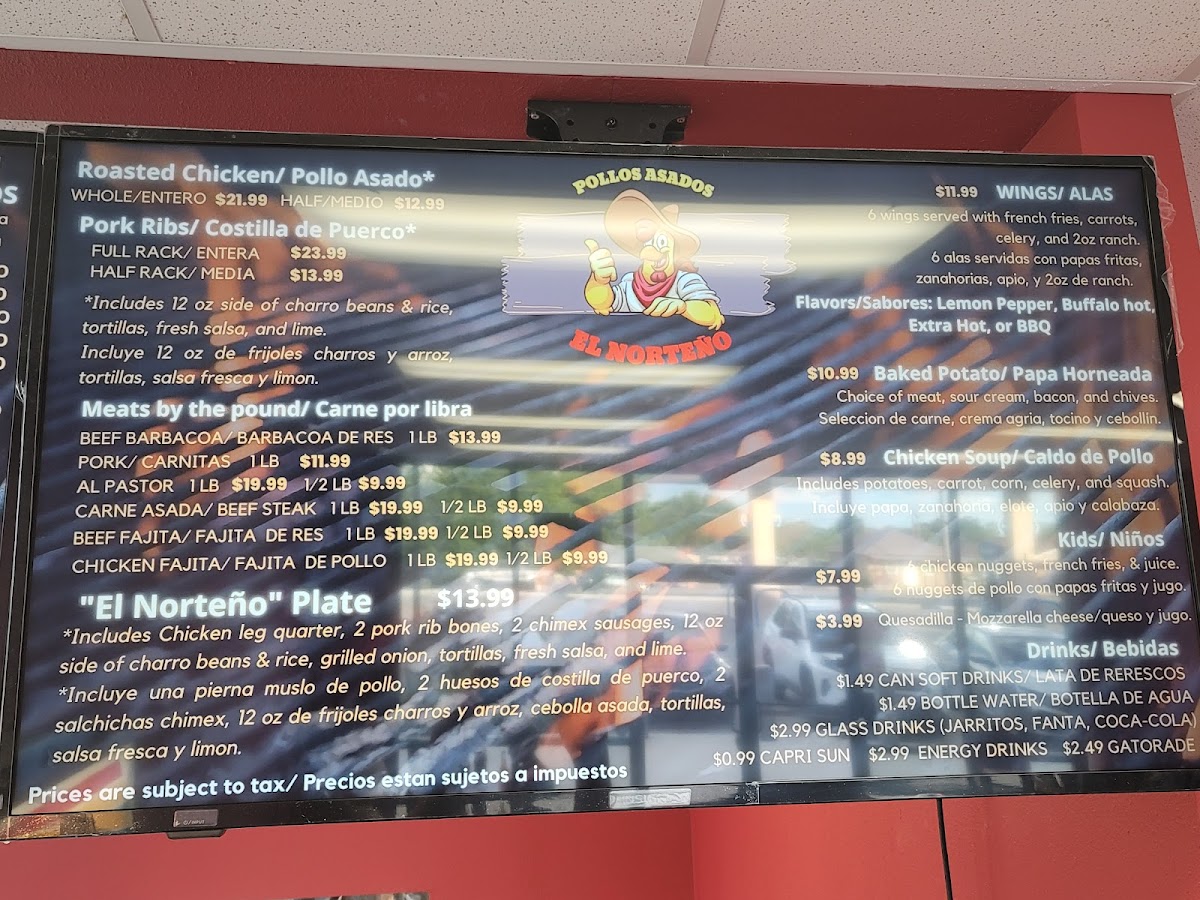 Roasted Chicken/ Pollo Asado*
WHOLE/ENTERO $21.99 HALF/MEDIO $12.99
Pork Ribs/ Costilla de Puerco*
FULL RACK/ ENTERA $23.99
HALF RACK/ MEDIA $13.99
*Includes 12 oz side of charro beans & rice,
tortillas, fresh salsa, and lime.
Incluye 12 oz de frijoles charros y arroz,
tortillas, salsa fresca y limon.
Meats by the pound/ Carne por libra
BEEF BARBACOA/ BARBACOA DE RES 1 LB $13.99
PORK/ CARNITAS 1 LB $11.99
AL PASTOR 1 LB $19.99 1/2 LB $9.99
CARNE ASADA/ BEEF STEAK 1 LB $19.99 1/2 LB $9.99
BEEF FAJITA/ FAJITA DE RES 1 LB $19.99 1/2 LB $9.99
CHICKEN FAJITA/ FAJITA DE POLLO 1 LB $19.99 1/2 LB $9.99
"El Norteño" Plate $13.99
*Includes Chicken leg quarter, 2 pork rib bones, 2 chimex sausages, 12 oz
side of charro beans & rice, grilled onion, tortillas, fresh salsa, and lime.
*Incluye una pierna muslo de pollo, 2 huesos de costilla de puerco, 2
salchichas chimex, 12 oz de frijoles charros y arroz, cebolla asada, tortillas,
salsa fresca y limon.
Prices are subject to tax/ Precios estan sujetos a impuestos
POLLOS ASADOS
EL NORTEÑO
$11.99 WINGS/ ALAS
6 wings served with french fries, carrots,
celery, and 2oz ranch.
6 alas servidas con papas fritas,
zanahorias, apio, y 2oz de ranch.
Flavors/Sabores: Lemon Pepper, Buffalo hot,
Extra Hot, or BBQ
$10.99 Baked Potato/ Papa Horneada
Choice of meat, sour cream, bacon, and chives.
Seleccion de carne, crema agria, tocino y cebollin.
$8.99 Chicken Soup/ Caldo de Pollo
Includes potatoes, carrot, corn, celery, and squash.
Incluye papa, zanahoria, elote, apio y calabaza.
Kids/ Niños
$7.99 6 chicken nuggets, french fries, & juice.
6 nuggets de pollo con papas fritas y jugo.
$3.99 Quesadilla - Mozzarella cheese/queso y jugo.
Drinks/ Bebidas
$1.49 CAN SOFT DRINKS/ LATA DE RERESCOS
$1.49 BOTTLE WATER/ BOTELLA DE AGUA
$2.99 GLASS DRINKS (JARRITOS, FANTA, COCA-COLA)
$0.99 CAPRI SUN $2.99 ENERGY DRINKS $2.49 GATORADE